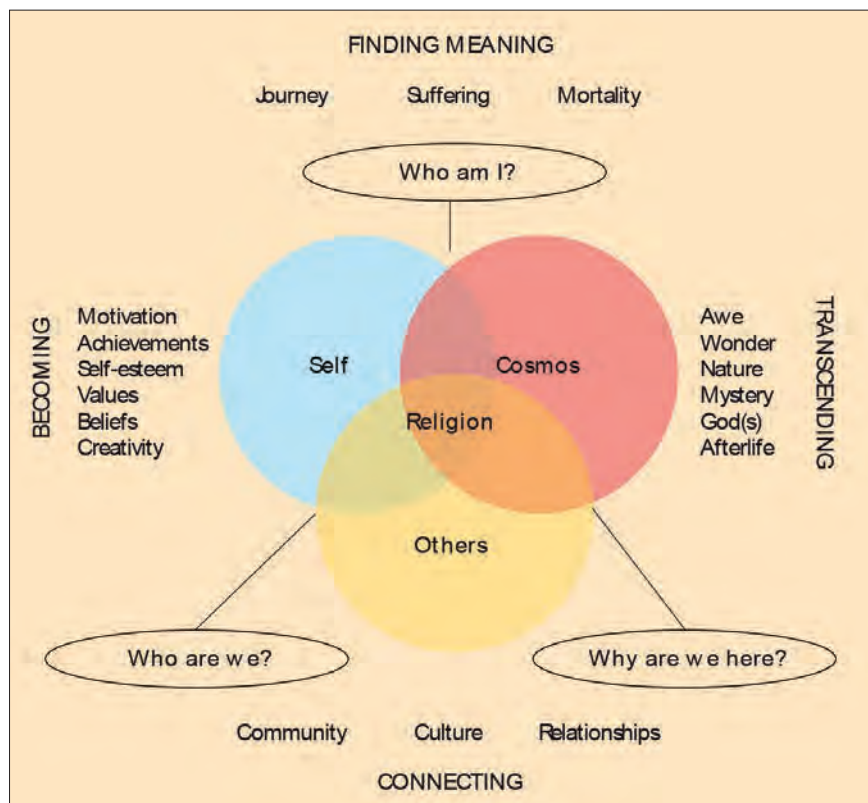 FINDING MEANING
Journey Suffering Mortality
Who am I?
BECOMING
Motivation
Achievements
Self-esteem
Values
Beliefs
Creativity
Self
Cosmos
Religion
Others
Awe
Wonder
Nature
Mystery
God(s)
Afterlife
TRANSCENDING
Who are we?
Why are we here?
Community Culture Relationships
CONNECTING